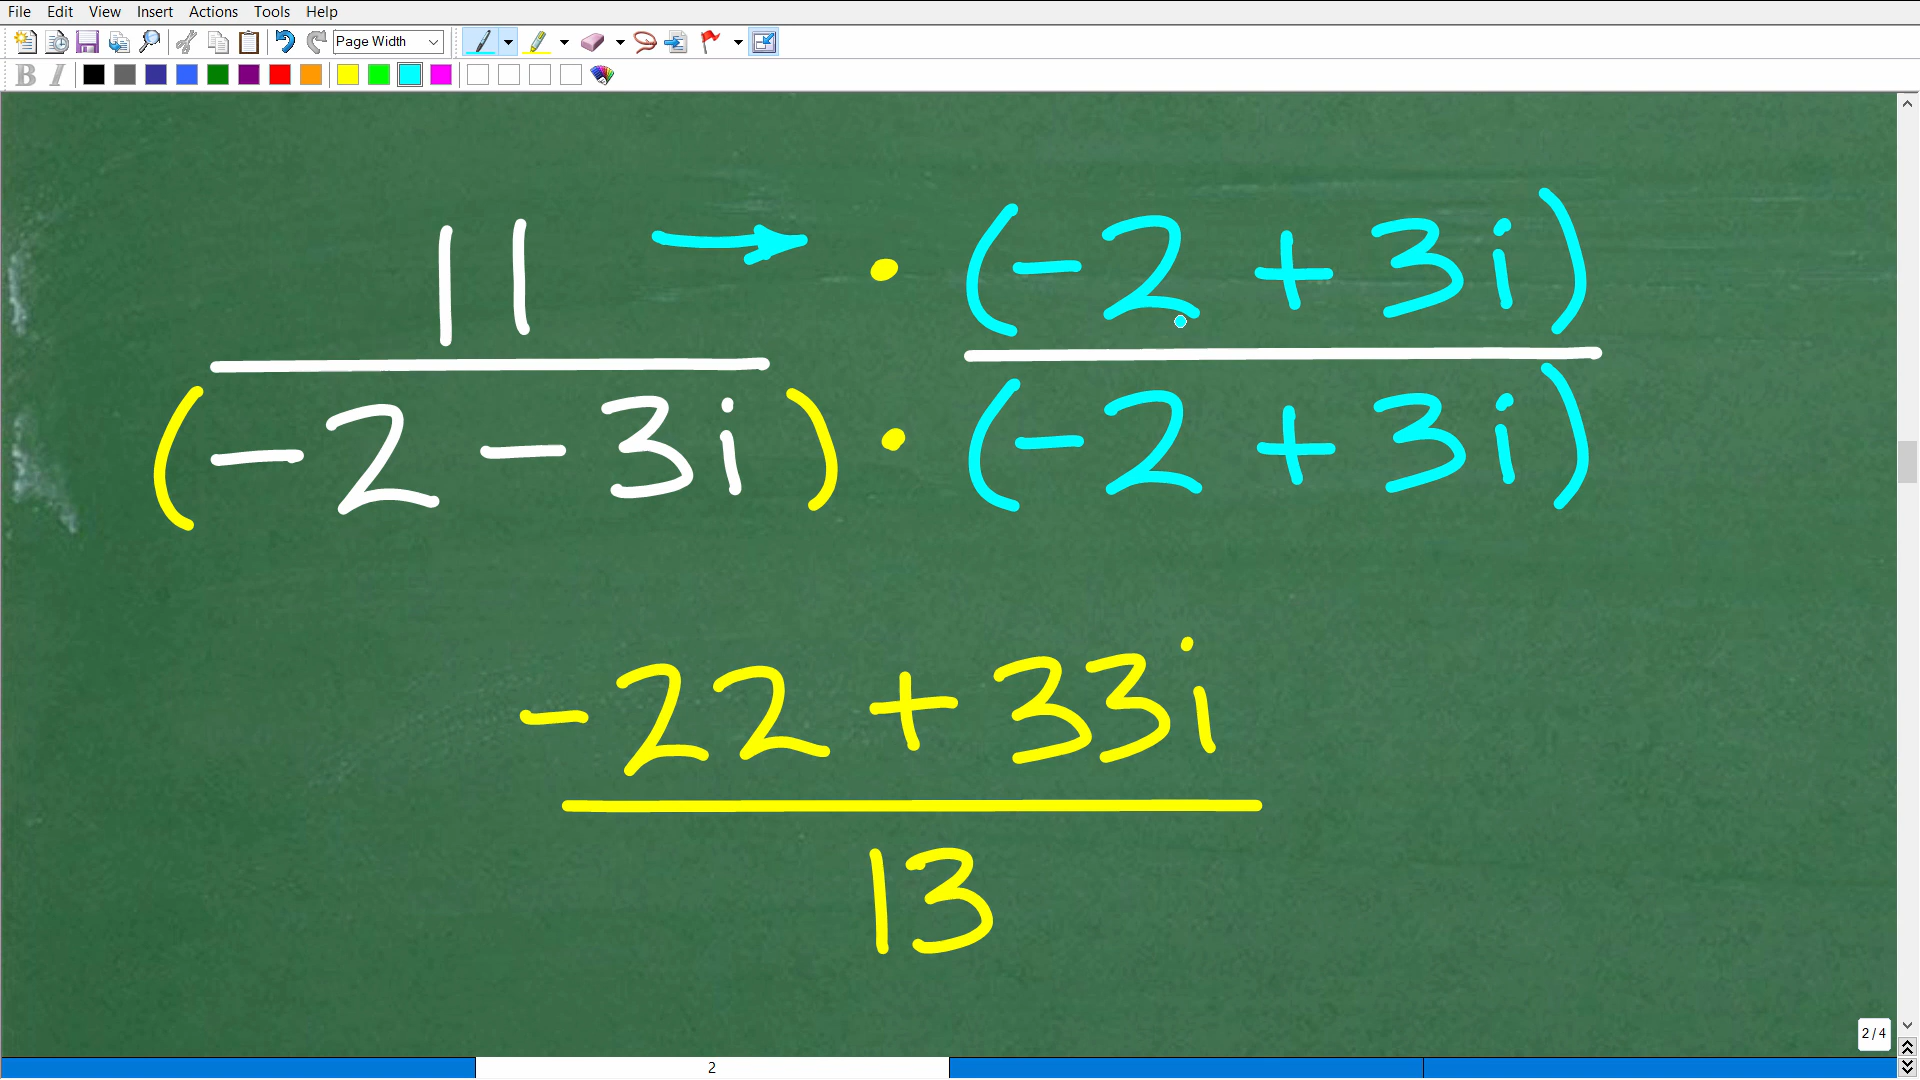 File Edit View Insert Actions Tools Help
Page Width
B I
11 → · (-2 + 3i)
(-2 - 3i) · (-2 + 3i)
-22 + 33i
13
2 / 4
2